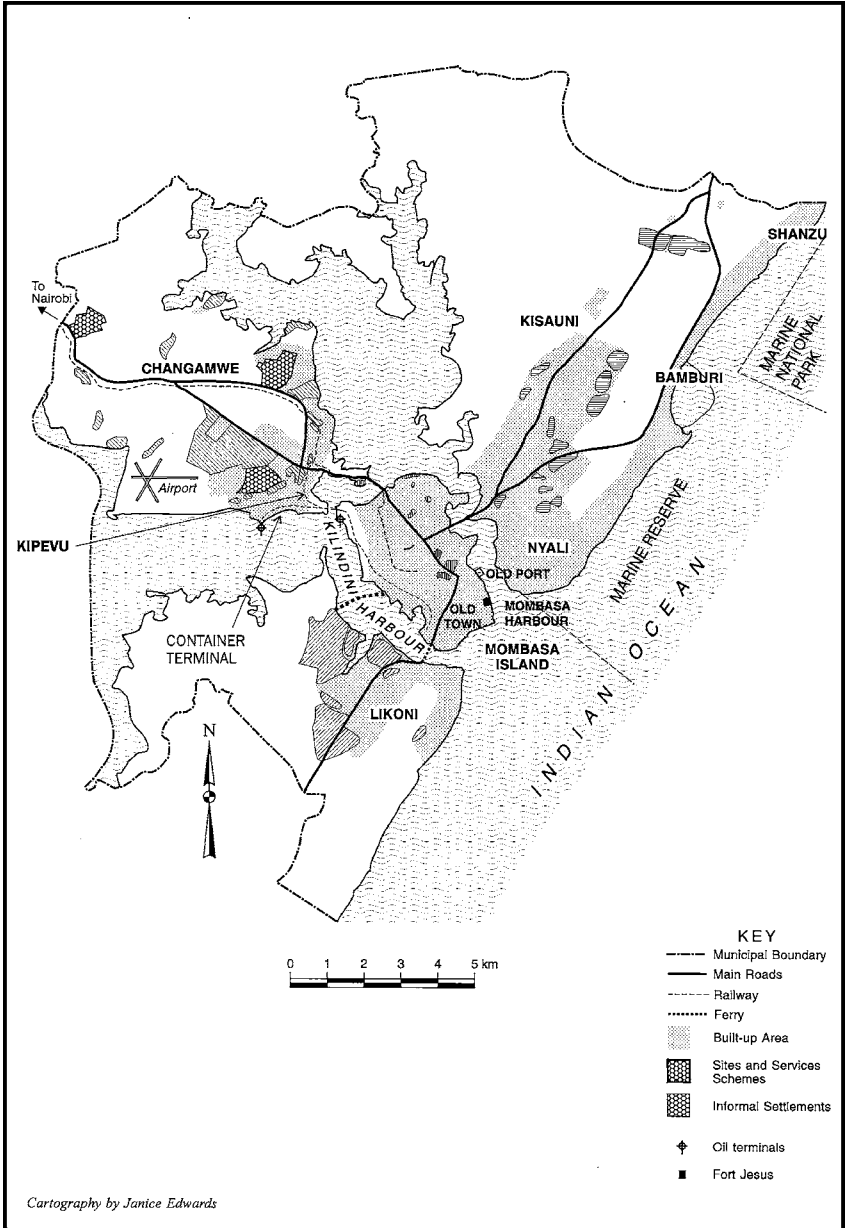 SHANZU
To
Nairobi
KISAUNI
MARINE
NATIONAL
PARK
CHANGAMWE
BAMBURI
Airport
KIPEVU
NYALI
MARINE RESERVE
KILINDINI
HARBOUR
OLD PORT
OLD
TOWN
MOMBASA
HARBOUR
CONTAINER
TERMINAL
MOMBASA
ISLAND
INDIAN OCEAN
LIKONI
N
0 1 2 3 4 5 km
KEY
Municipal Boundary
Main Roads
Railway
Ferry
Built-up Area
Sites and Services
Schemes
Informal Settlements
Oil terminals
Fort Jesus
Cartography by Janice Edwards